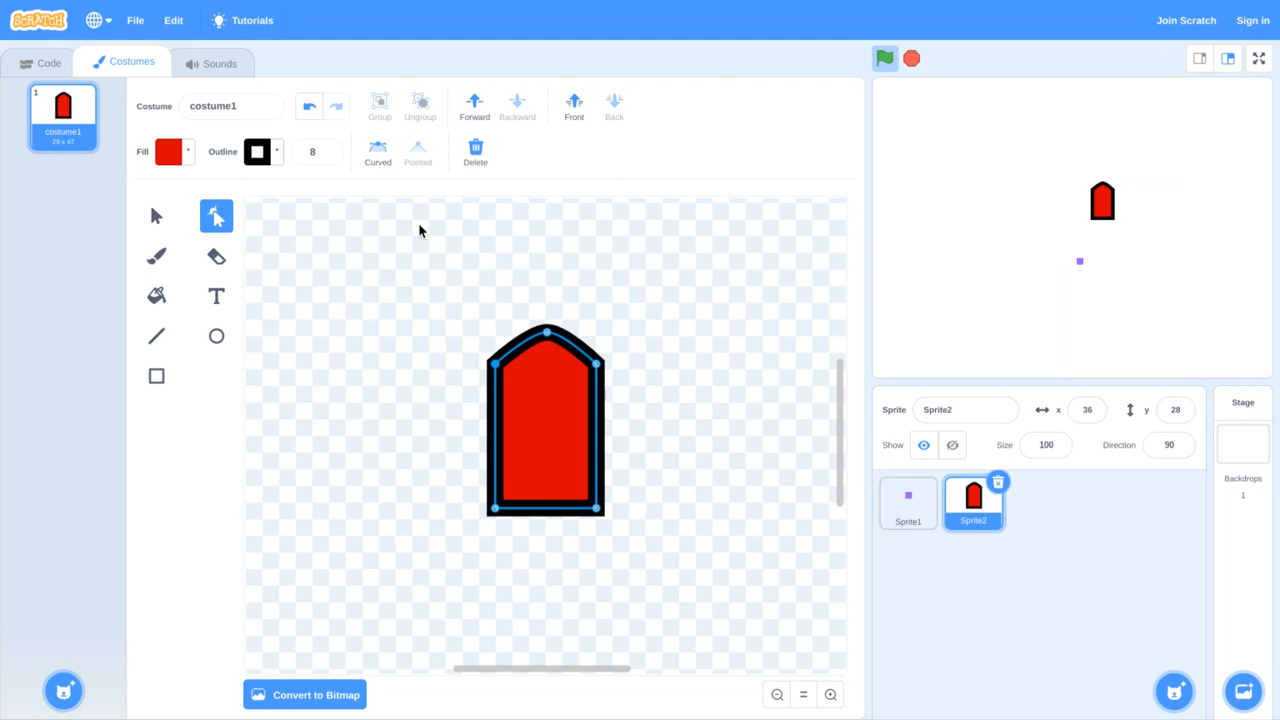 SCRATCH File Edit Tutorials Join Scratch Sign in
Code Costumes Sounds
1
costume1
29 x 47
Costume costume1 Group Ungroup Forward Backward Front Back
Fill Outline 8 Curved Pointed Delete
Convert to Bitmap
Sprite Sprite2 x 36 y 28
Show Size 100 Direction 90
Sprite1 Sprite2
Stage
Backdrops
1